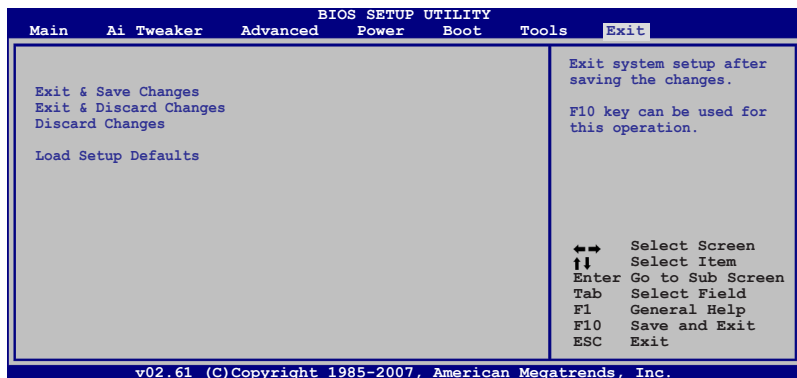 BIOS SETUP UTILITY
Main Ai Tweaker Advanced Power Boot Tools Exit
Exit & Save Changes
Exit & Discard Changes
Discard Changes
Load Setup Defaults
Exit system setup after
saving the changes.
F10 key can be used for
this operation.
←→ Select Screen
↑↓ Select Item
Enter Go to Sub Screen
Tab Select Field
F1 General Help
F10 Save and Exit
ESC Exit
v02.61 (C)Copyright 1985-2007, American Megatrends, Inc.